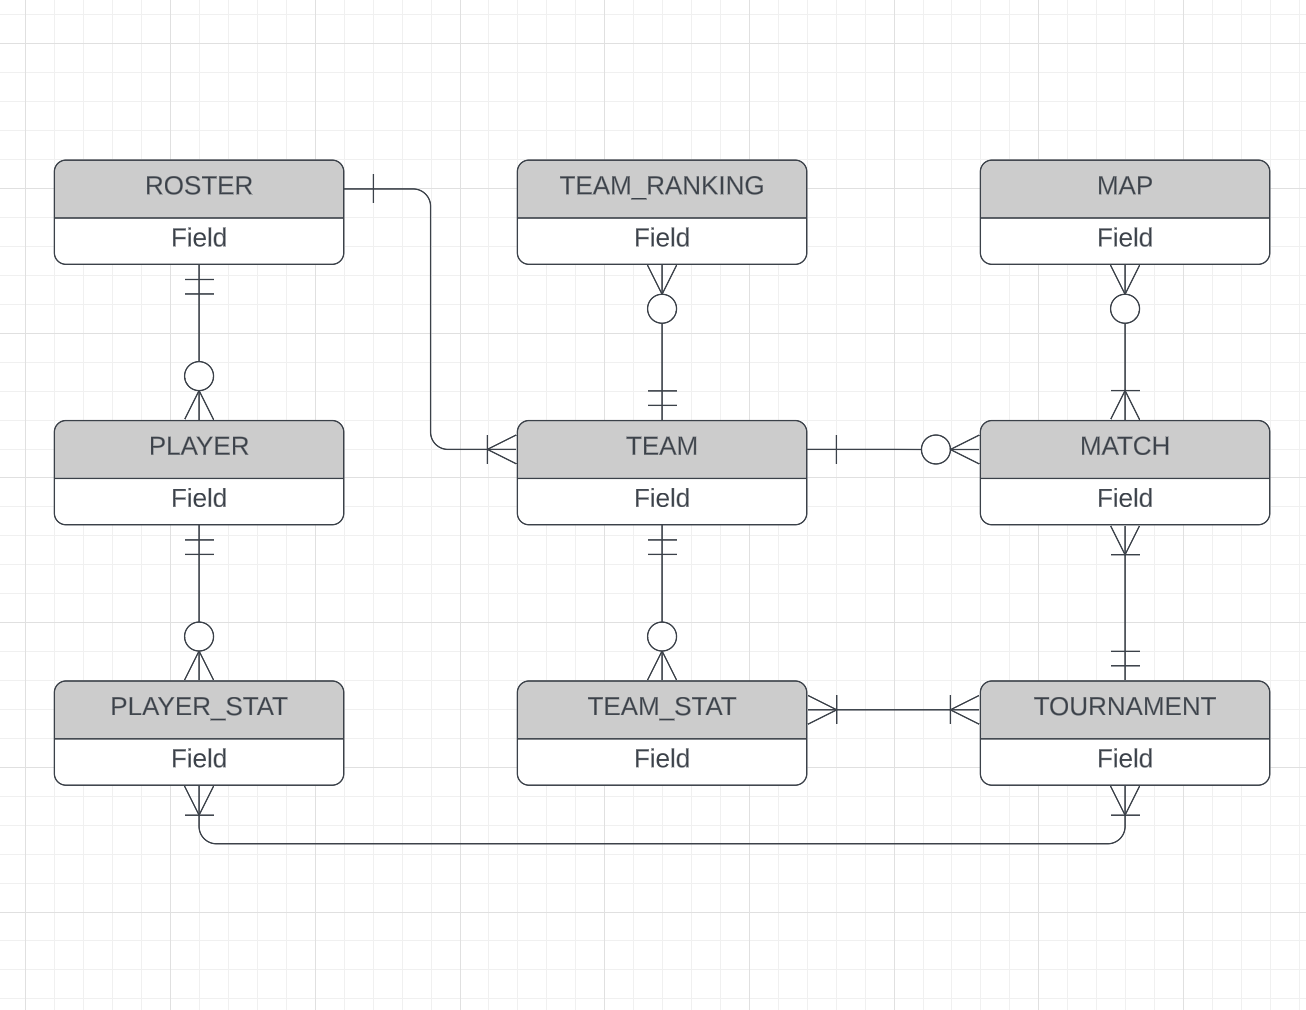 ROSTER
Field
TEAM_RANKING
Field
MAP
Field
PLAYER
Field
TEAM
Field
MATCH
Field
PLAYER_STAT
Field
TEAM_STAT
Field
TOURNAMENT
Field